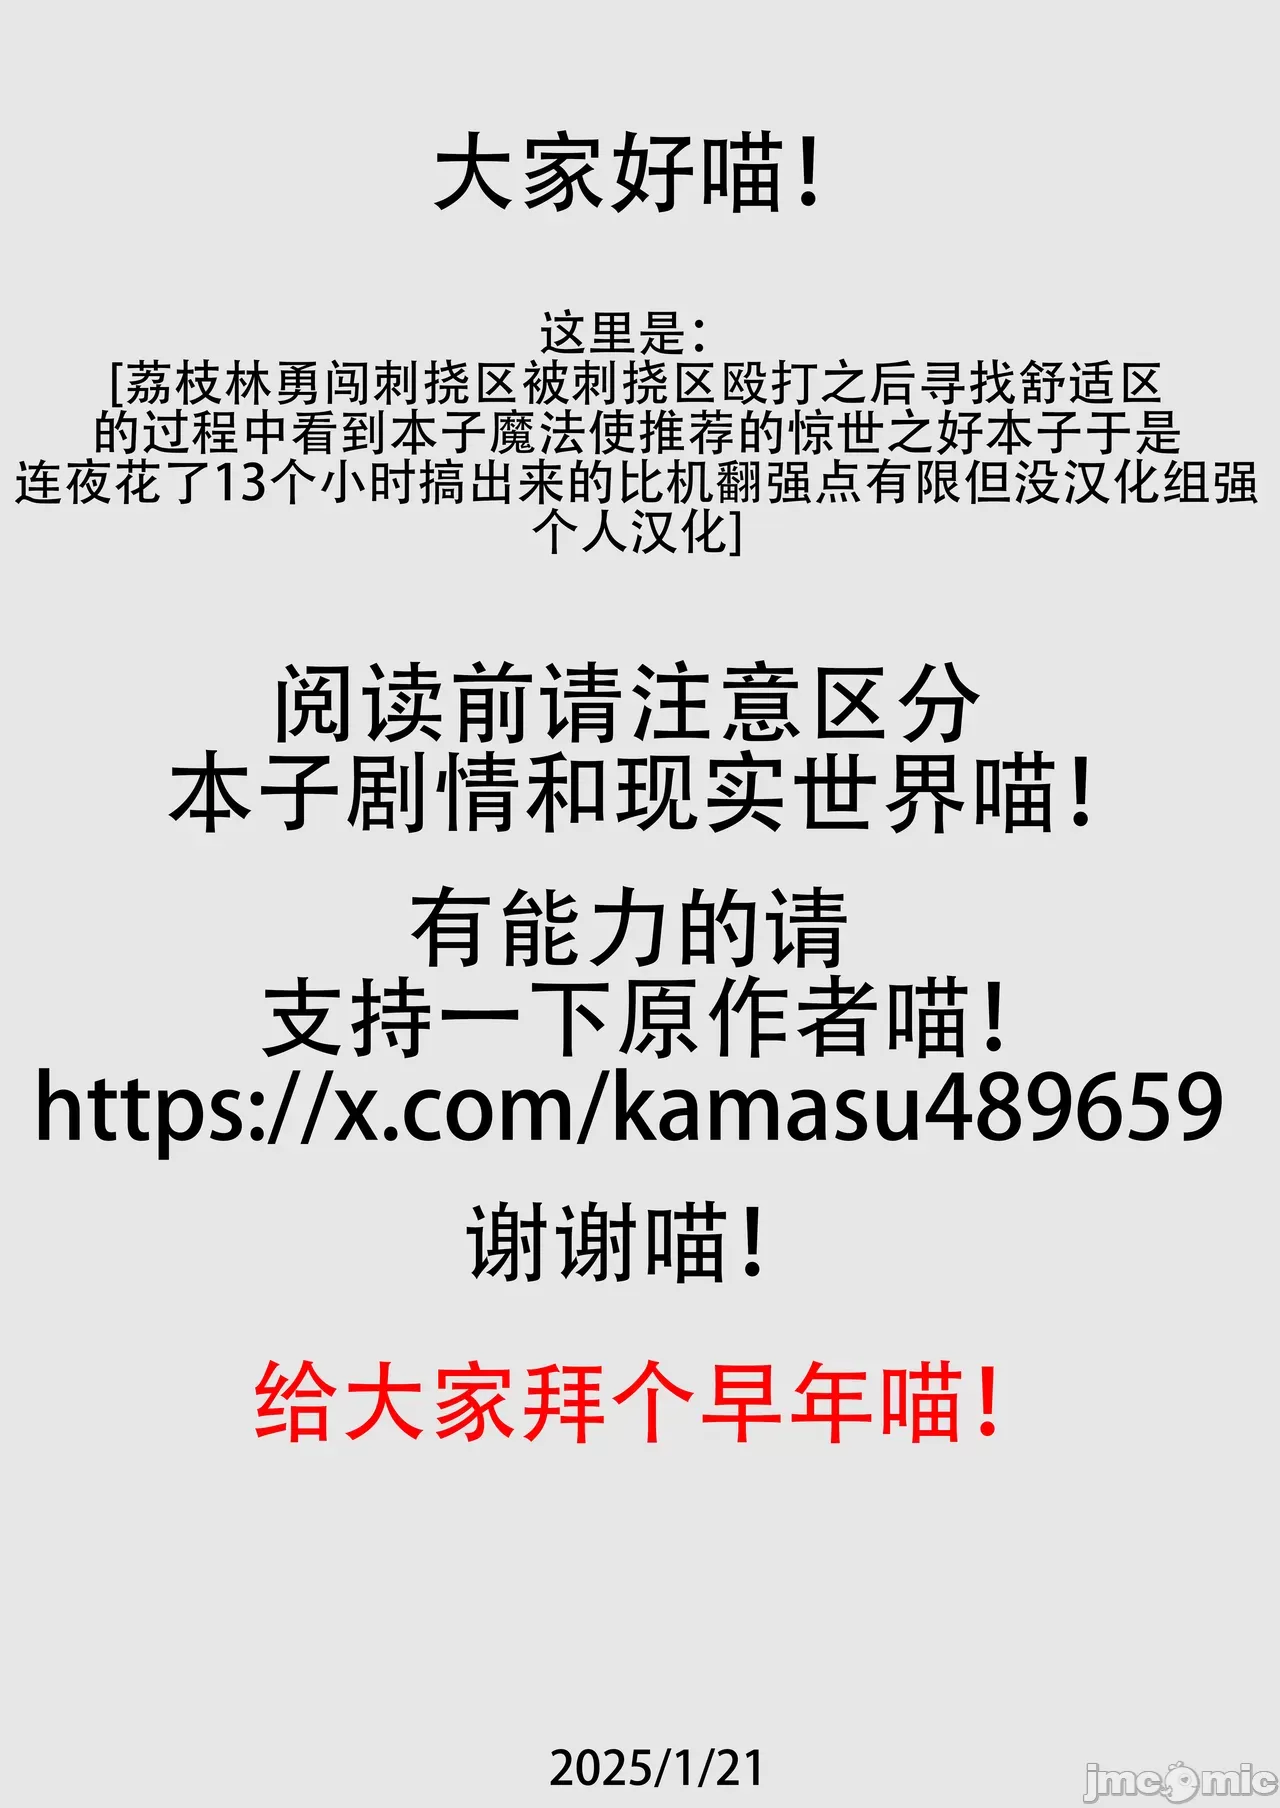 大家好喵！
这里是：
[荔枝林勇闯刺挠区被刺挠区殴打之后寻找舒适区
的过程中看到本子魔法使推荐的惊世之好本子于是
连夜花了13个小时搞出来的比机翻强点有限但没汉化组强
个人汉化]
阅读前请注意区分
本子剧情和现实世界喵！
有能力的请
支持一下原作者喵！
https://x.com/kamasu489659
谢谢喵！
给大家拜个早年喵！
2025/1/21
jmcomic